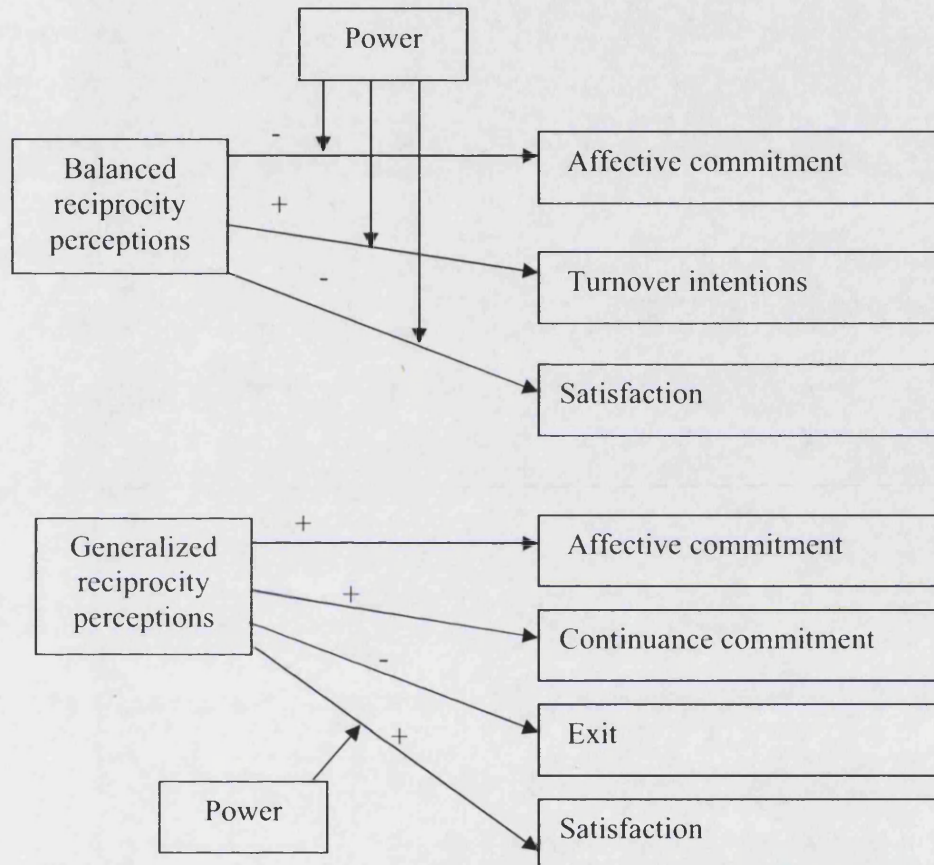 Power
-
Balanced
reciprocity
perceptions
Affective commitment
+
Turnover intentions
-
Satisfaction
Generalized
reciprocity
perceptions
+
Affective commitment
+
Continuance commitment
-
Exit
+
Power
Satisfaction